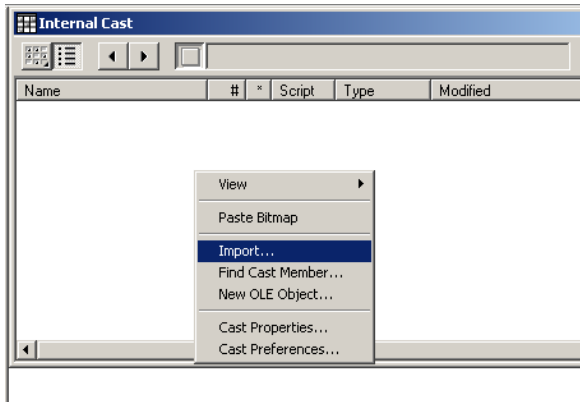 Internal Cast
Name # * Script Type Modified
View
Paste Bitmap
Import...
Find Cast Member...
New OLE Object...
Cast Properties...
Cast Preferences...